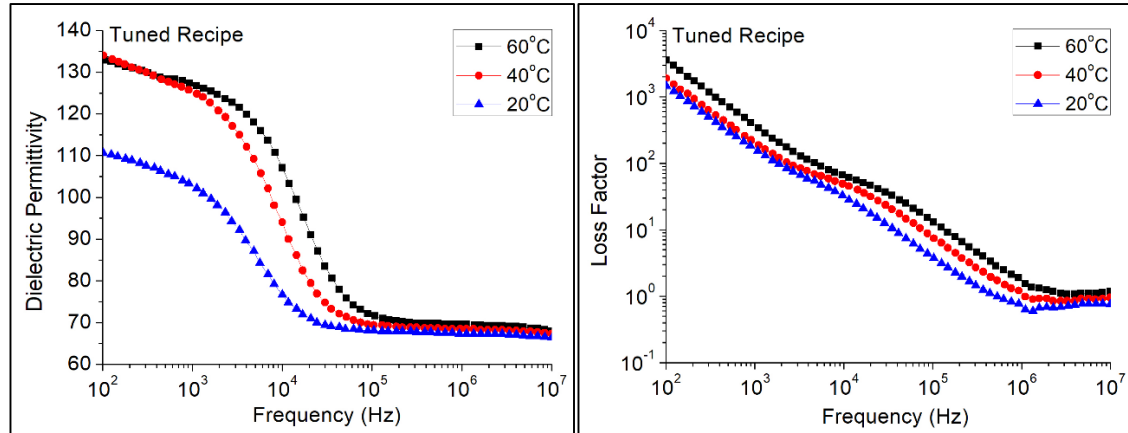 Tuned Recipe
60°C
40°C
20°C
140
130
120
110
100
90
80
70
60
Dielectric Permittivity
10² 10³ 10⁴ 10⁵ 10⁶ 10⁷
Frequency (Hz)
Tuned Recipe
60°C
40°C
20°C
10⁴
10³
10²
10¹
10⁰
10⁻¹
Loss Factor
10² 10³ 10⁴ 10⁵ 10⁶ 10⁷
Frequency (Hz)